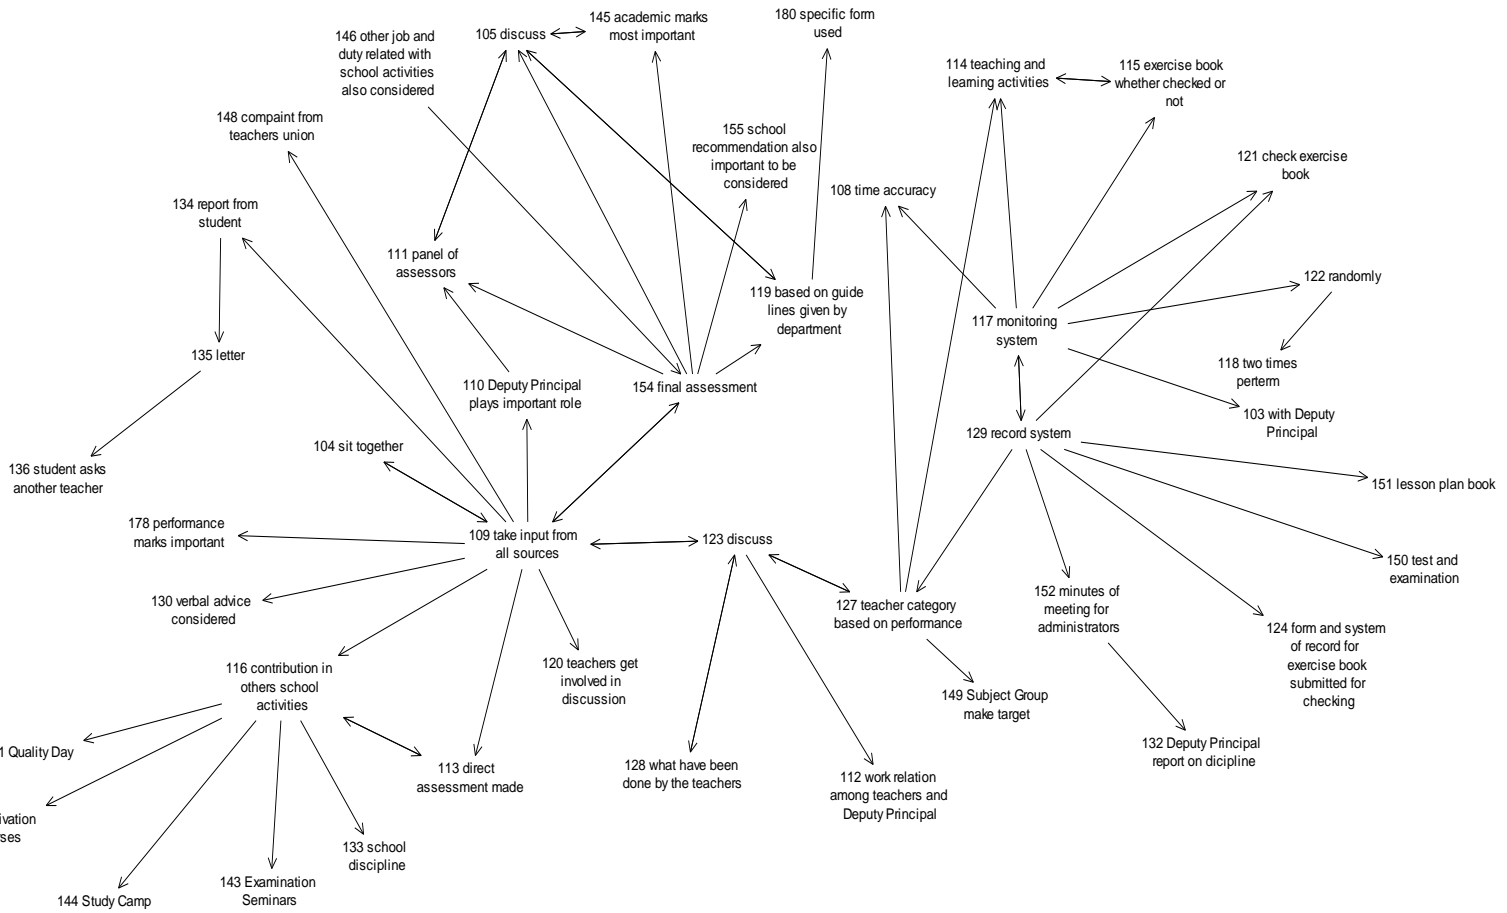 180 specific form
used
145 academic marks
most important
105 discuss
146 other job and
duty related with
school activities
also considered
114 teaching and
learning activities
115 exercise book
whether checked or
not
148 compaint from
teachers union
155 school
recommendation also
important to be
considered
121 check exercise
book
108 time accuracy
134 report from
student
111 panel of
assessors
122 randomly
119 based on guide
lines given by
department
117 monitoring
system
135 letter
118 two times
perterm
110 Deputy Principal
plays important role
154 final assessment
103 with Deputy
Principal
129 record system
104 sit together
136 student asks
another teacher
151 lesson plan book
178 performance
marks important
109 take input from
all sources
123 discuss
150 test and
examination
130 verbal advice
considered
127 teacher category
based on performance
152 minutes of
meeting for
administrators
124 form and system
of record for
exercise book
submitted for
checking
116 contribution in
others school
activities
120 teachers get
involved in
discussion
149 Subject Group
make target
1 Quality Day
132 Deputy Principal
report on dicipline
113 direct
assessment made
128 what have been
done by the teachers
112 work relation
among teachers and
Deputy Principal
ivation
ses
133 school
discipline
144 Study Camp
143 Examination
Seminars